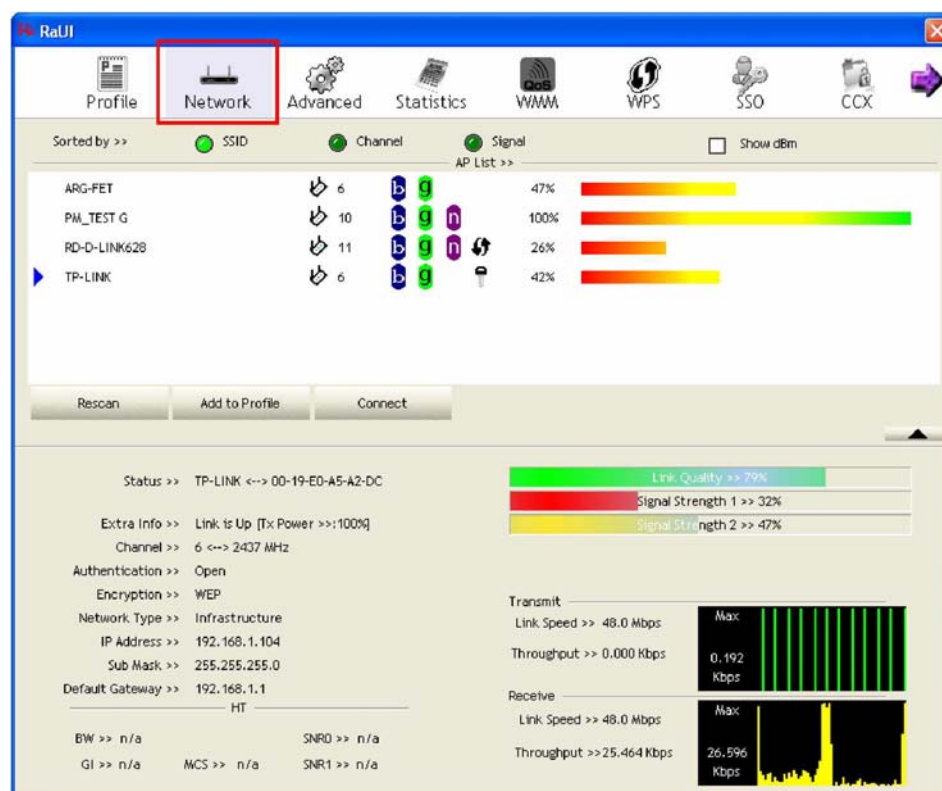 RaUI
Profile Network Advanced Statistics QoS WMM WPS SSO CCX
Sorted by >> SSID Channel Signal Show dBm
AP List >>
ARG-FET 6 b g 47%
PM_TEST G 10 b g n 100%
RD-D-LINK628 11 b g n 26%
TP-LINK 6 b g 42%
Rescan Add to Profile Connect
Status >> TP-LINK <--> 00-19-E0-A5-A2-DC
Extra Info >> Link is Up [Tx Power >>:100%]
Channel >> 6 <--> 2437 MHz
Authentication >> Open
Encryption >> WEP
Network Type >> Infrastructure
IP Address >> 192.168.1.104
Sub Mask >> 255.255.255.0
Default Gateway >> 192.168.1.1
HT
BW >> n/a SNR0 >> n/a
GI >> n/a MCS >> n/a SNR1 >> n/a
Link Quality >> 79%
Signal Strength 1 >> 32%
Signal Strength 2 >> 47%
Transmit
Link Speed >> 48.0 Mbps
Throughput >> 0.000 Kbps
Max
0.192
Kbps
Receive
Link Speed >> 48.0 Mbps
Throughput >>25.464 Kbps
Max
26.596
Kbps